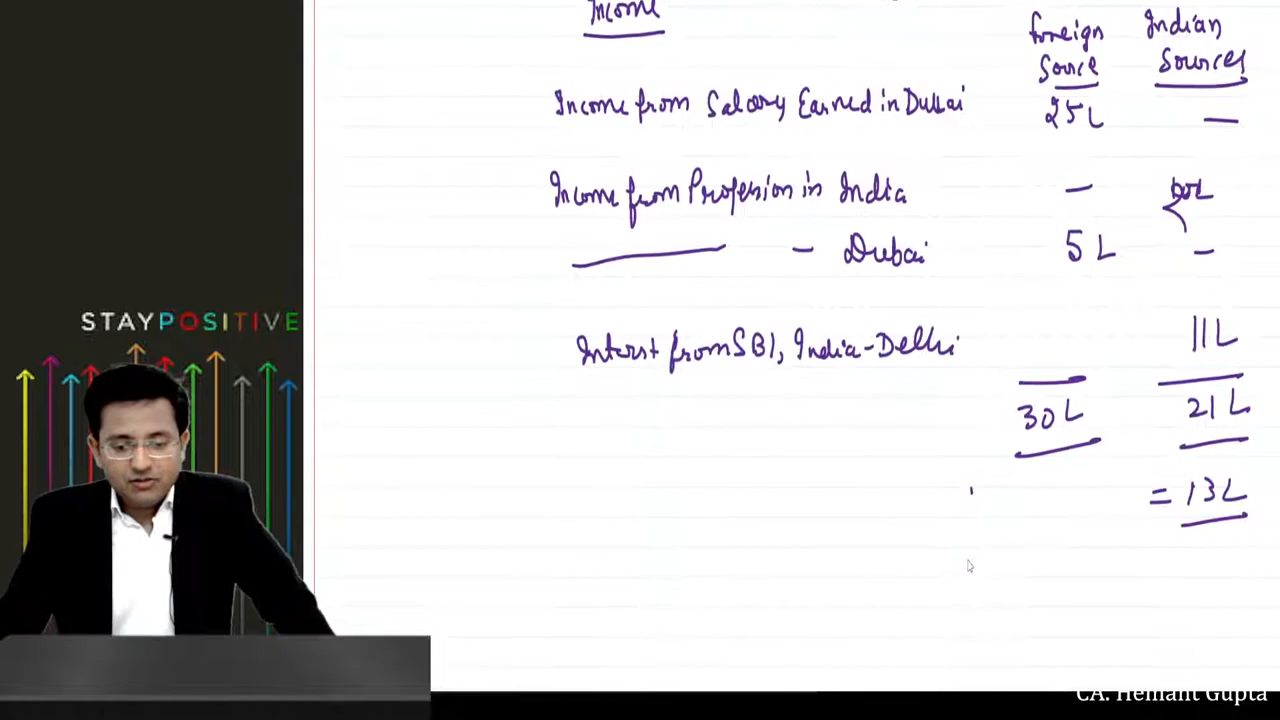 Income
Foreign Indian
Source Sources
Income from Salary Earned in Dubai 25L —
Income from Profession in India —
— Dubai 5L —
Interst from SBI, India-Delhi 11L
30L 21L
= 13L
STAYPOSITIVE
CA. Hemant Gupta